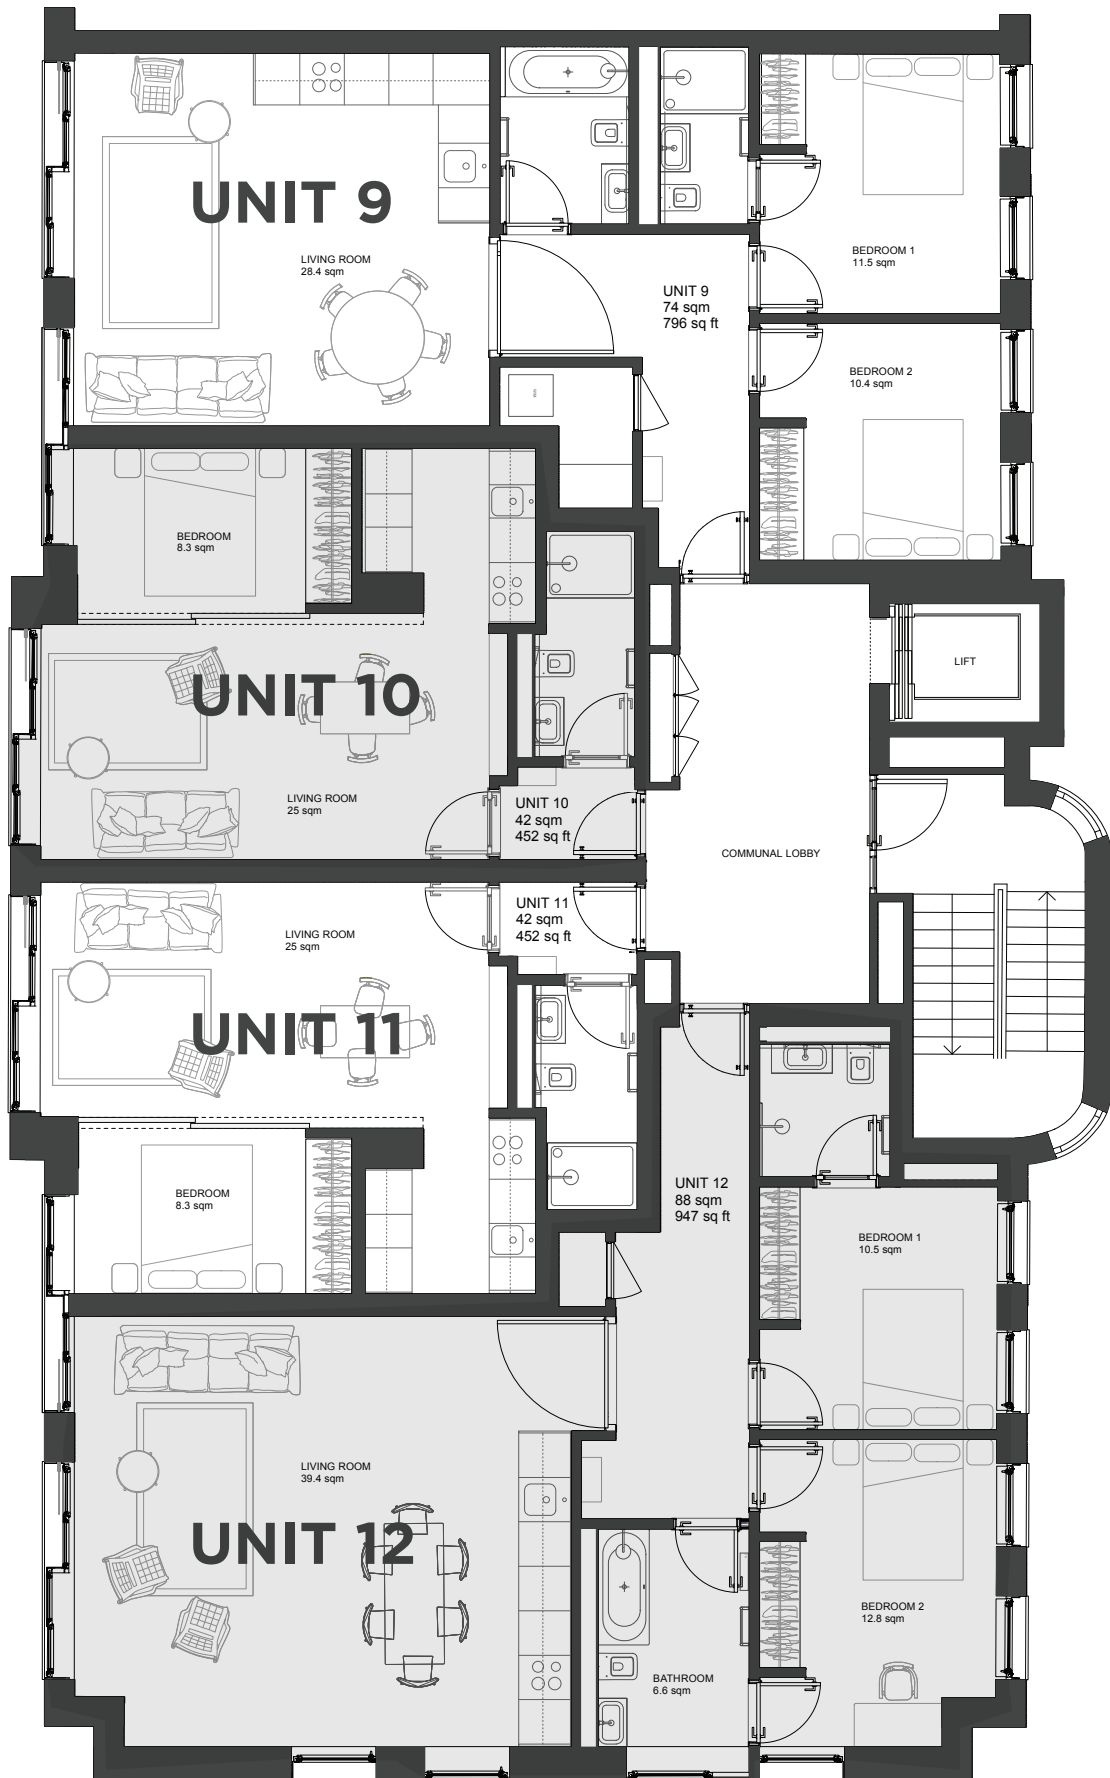 UNIT 9
LIVING ROOM
28.4 sqm
UNIT 9
74 sqm
796 sq ft
BEDROOM 1
11.5 sqm
BEDROOM 2
10.4 sqm
BEDROOM
8.3 sqm
UNIT 10
LIVING ROOM
25 sqm
UNIT 10
42 sqm
452 sq ft
LIFT
COMMUNAL LOBBY
UNIT 11
42 sqm
452 sq ft
LIVING ROOM
25 sqm
UNIT 11
BEDROOM
8.3 sqm
UNIT 12
88 sqm
947 sq ft
BEDROOM 1
10.5 sqm
LIVING ROOM
39.4 sqm
UNIT 12
BEDROOM 2
12.8 sqm
BATHROOM
6.6 sqm